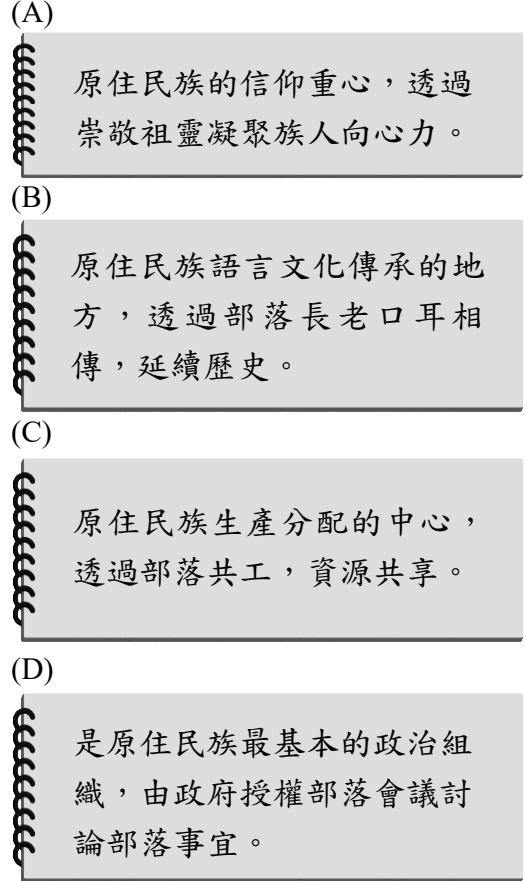 (A)
原住民族的信仰重心，透過
崇敬祖靈凝聚族人向心力。
(B)
原住民族語言文化傳承的地
方，透過部落長老口耳相
傳，延續歷史。
(C)
原住民族生產分配的中心，
透過部落共工，資源共享。
(D)
是原住民族最基本的政治組
織，由政府授權部落會議討
論部落事宜。